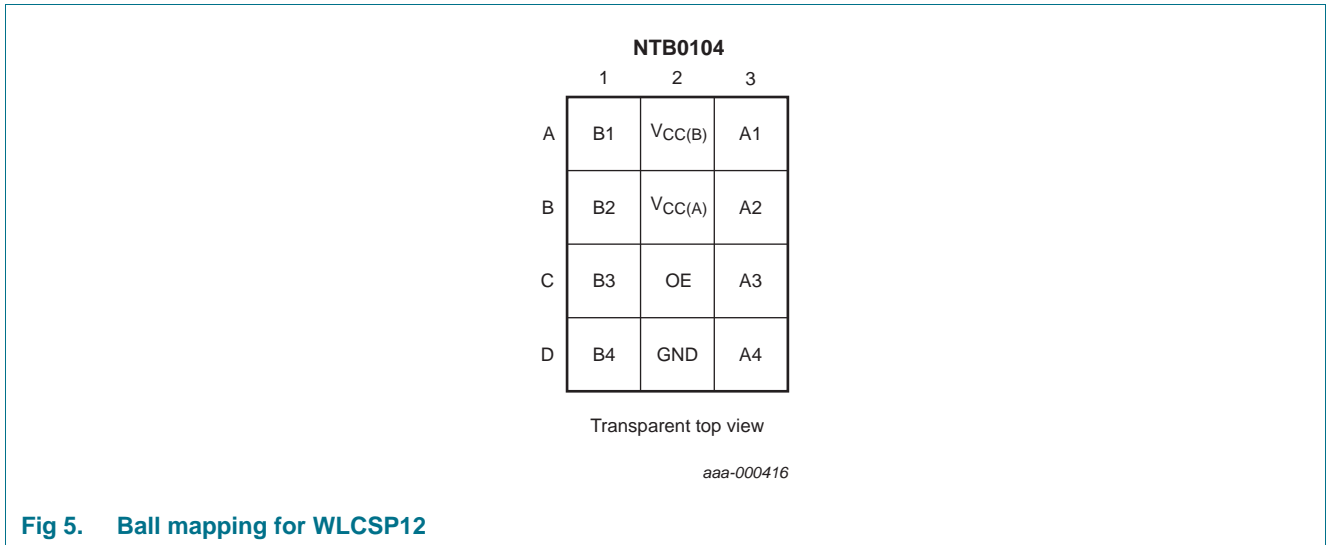 NTB0104
1 2 3
A B1 VCC(B) A1
B B2 VCC(A) A2
C B3 OE A3
D B4 GND A4
Transparent top view
aaa-000416
Fig 5. Ball mapping for WLCSP12